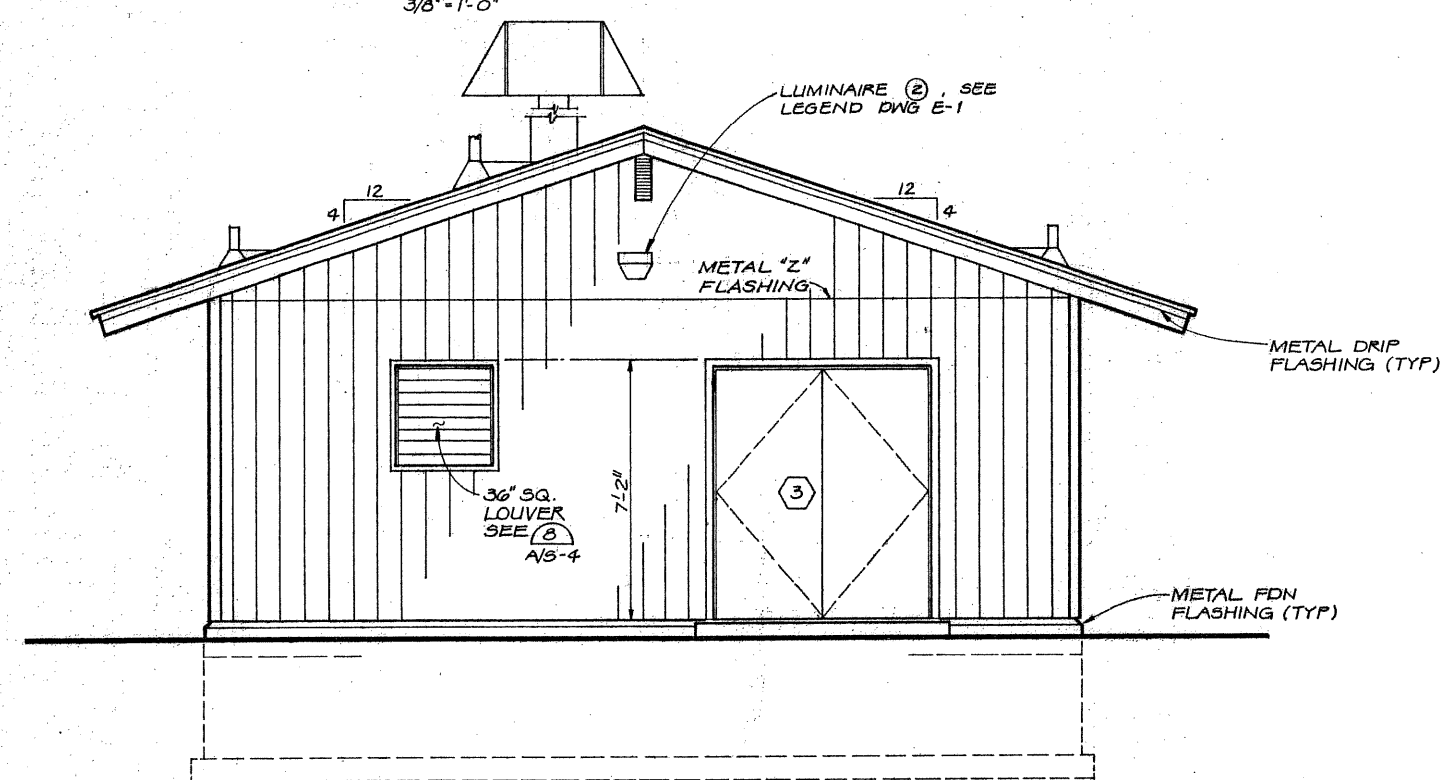 3/8" = 1'-0"
LUMINAIRE 2 , SEE
LEGEND DWG E-1
12
4
12
4
METAL "Z"
FLASHING
METAL DRIP
FLASHING (TYP)
7'-2"
36" SQ.
LOUVER
SEE 8
A/S-4
3
METAL FDN
FLASHING (TYP)